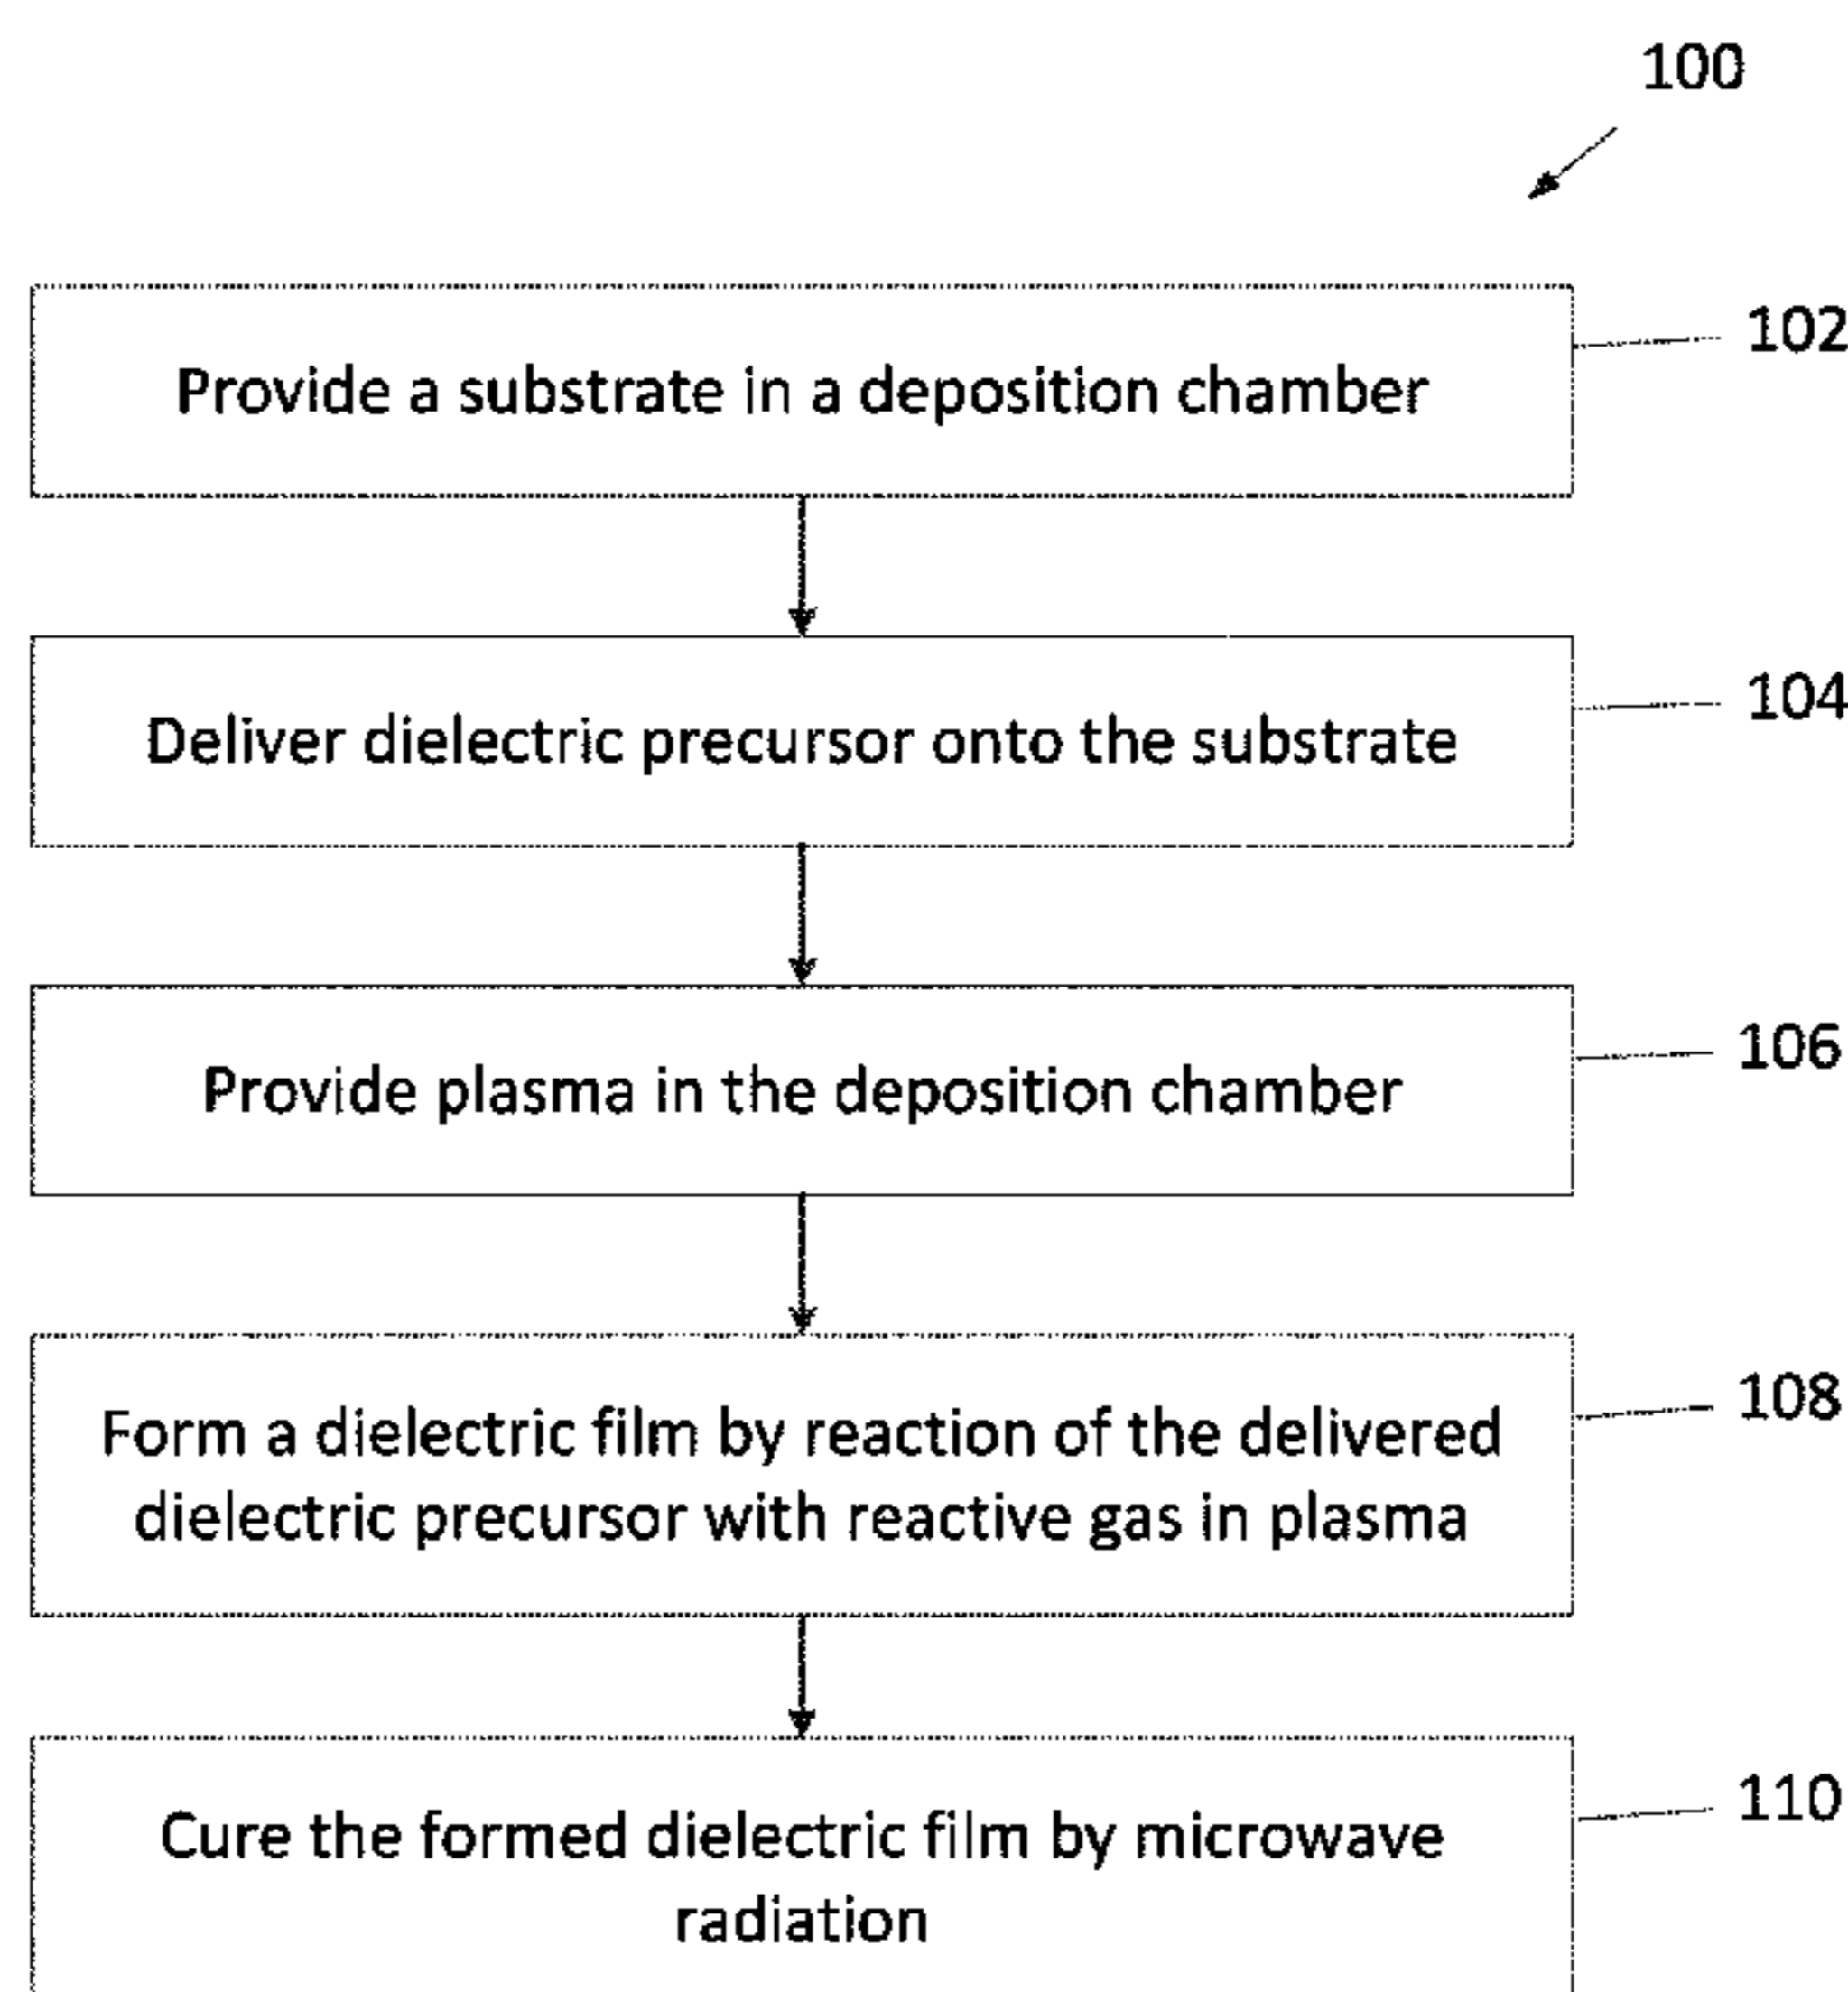 100
Provide a substrate in a deposition chamber
102
Deliver dielectric precursor onto the substrate
104
Provide plasma in the deposition chamber
106
Form a dielectric film by reaction of the delivered
dielectric precursor with reactive gas in plasma
108
Cure the formed dielectric film by microwave
radiation
110